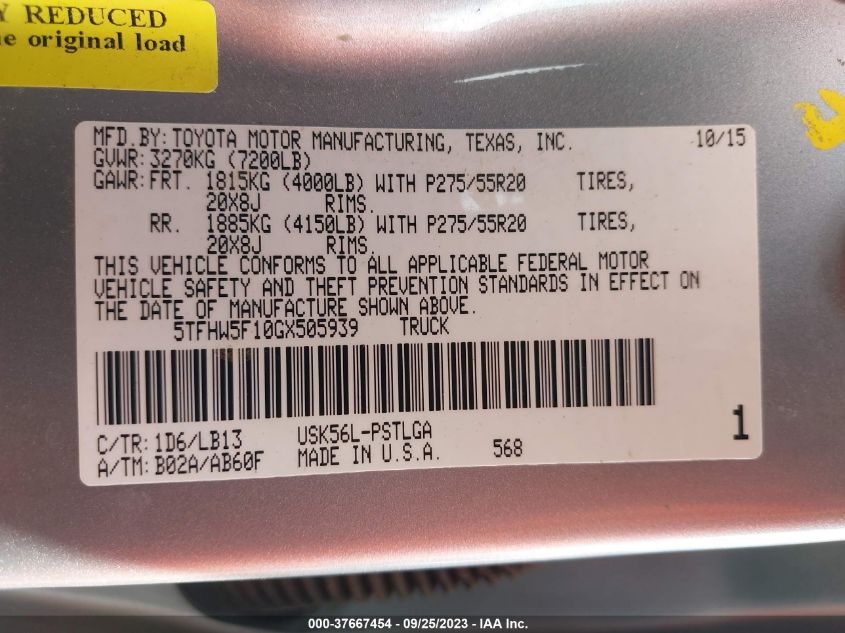 Y REDUCED
e original load
MFD.BY:TOYOTA MOTOR MANUFACTURING, TEXAS, INC. 10/15
GVWR:3270KG (7200LB)
GAWR:FRT. 1815KG (4000LB) WITH P275/55R20 TIRES,
20X8J RIMS.
RR. 1885KG (4150LB) WITH P275/55R20 TIRES,
20X8J RIMS.
THIS VEHICLE CONFORMS TO ALL APPLICABLE FEDERAL MOTOR
VEHICLE SAFETY AND THEFT PREVENTION STANDARDS IN EFFECT ON
THE DATE OF MANUFACTURE SHOWN ABOVE.
5TFHW5F10GX505939 TRUCK
C/TR:1D6/LB13 USK56L-PSTLGA
A/TM:B02A/AB60F MADE IN U.S.A. 568
1
000-37667454 - 09/25/2023 - IAA Inc.